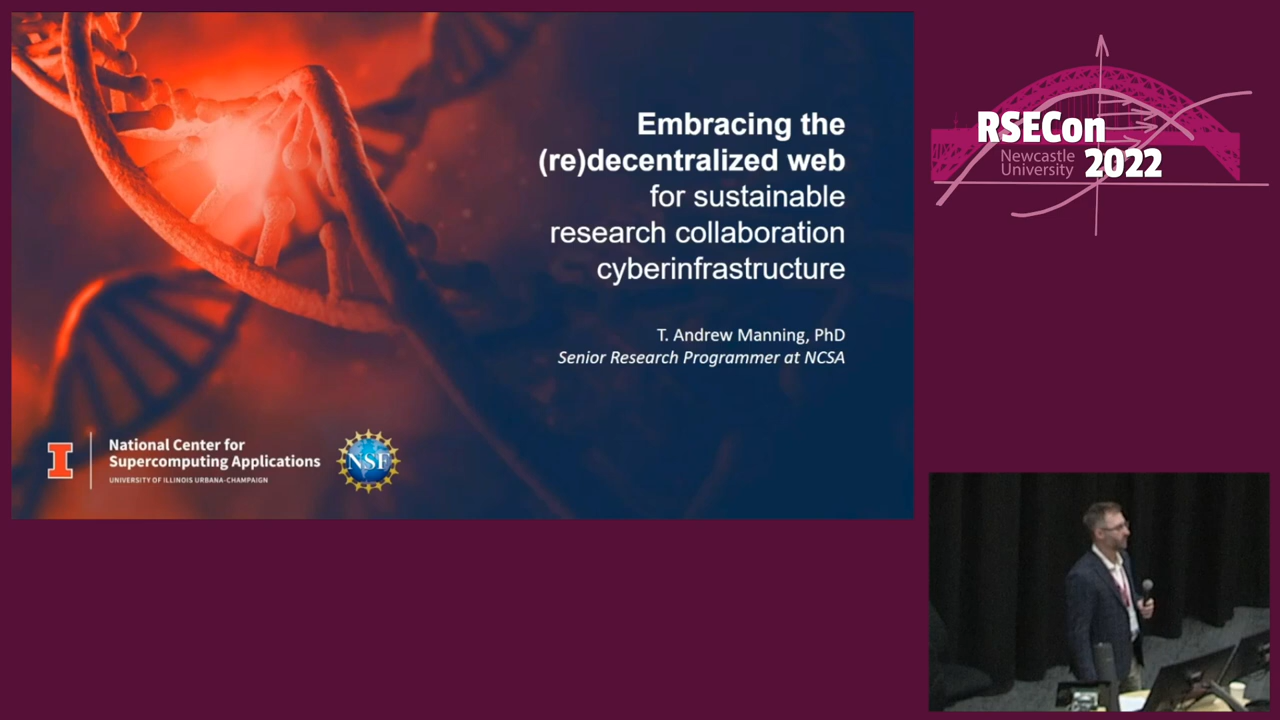 Embracing the
(re)decentralized web
for sustainable
research collaboration
cyberinfrastructure
T. Andrew Manning, PhD
Senior Research Programmer at NCSA
I
National Center for
Supercomputing Applications
UNIVERSITY OF ILLINOIS URBANA-CHAMPAIGN
NSF
RSECon
Newcastle
University
2022